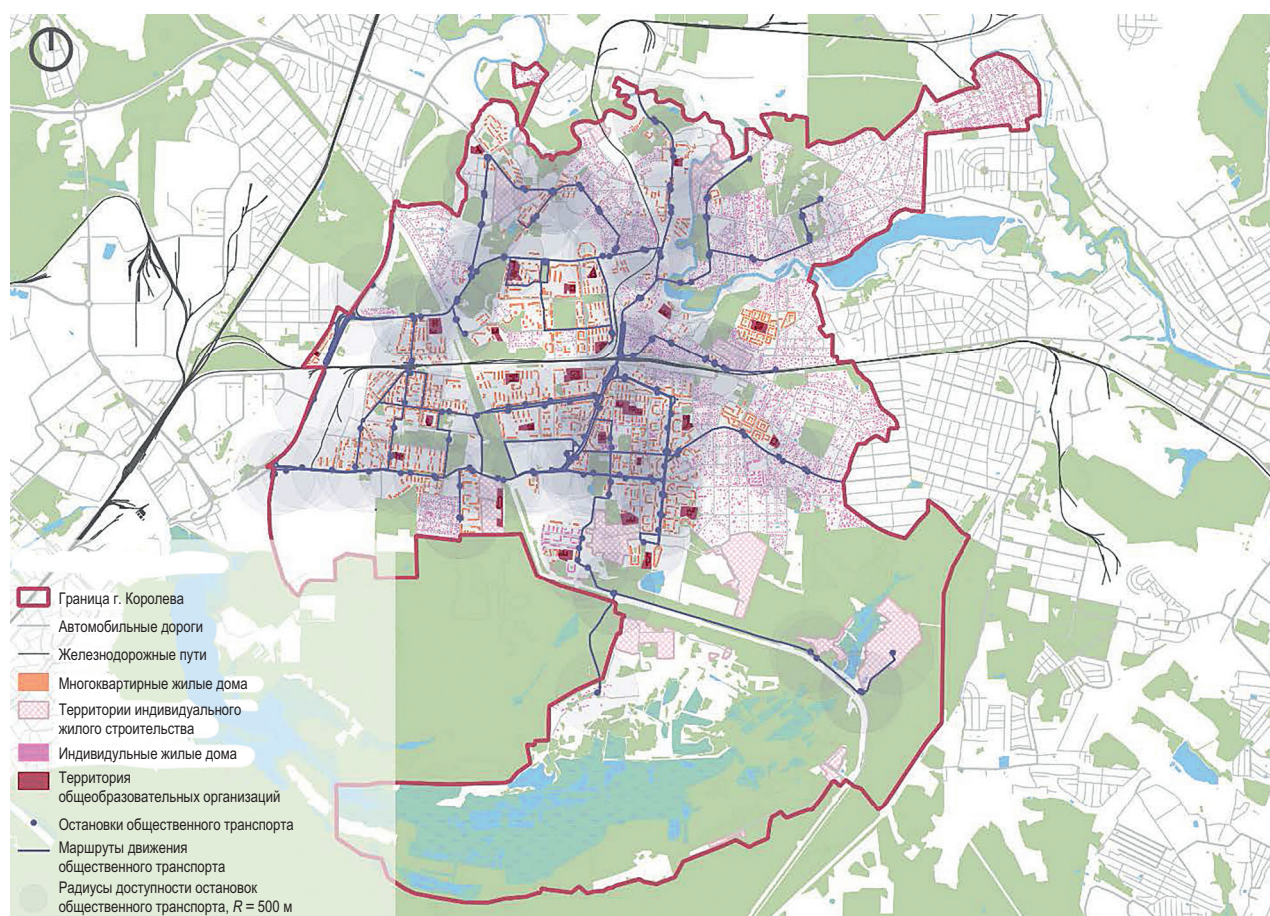 Граница г. Королева
Автомобильные дороги
Железнодорожные пути
Многоквартирные жилые дома
Территории индивидуального
жилого строительства
Индивидульные жилые дома
Территория
общеобразовательных организаций
Остановки общественного транспорта
Маршруты движения
общественного транспорта
Радиусы доступности остановок
общественного транспорта, R = 500 м